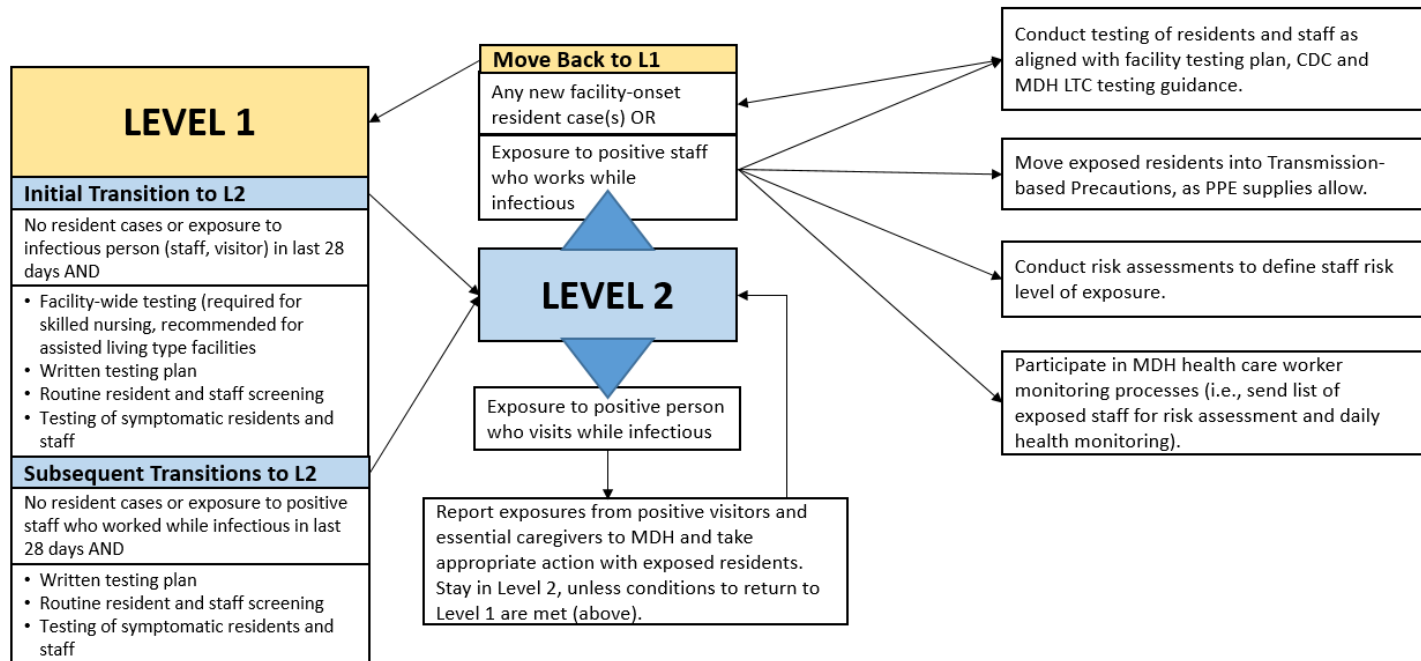 LEVEL 1
Initial Transition to L2
No resident cases or exposure to
infectious person (staff, visitor) in last 28
days AND
• Facility-wide testing (required for
skilled nursing, recommended for
assisted living type facilities
• Written testing plan
• Routine resident and staff screening
• Testing of symptomatic residents and
staff
Subsequent Transitions to L2
No resident cases or exposure to positive
staff who worked while infectious in last
28 days AND
• Written testing plan
• Routine resident and staff screening
• Testing of symptomatic residents and
staff
Move Back to L1
Any new facility-onset
resident case(s) OR
Exposure to positive staff
who works while
infectious
LEVEL 2
Exposure to positive person
who visits while infectious
Report exposures from positive visitors and
essential caregivers to MDH and take
appropriate action with exposed residents.
Stay in Level 2, unless conditions to return to
Level 1 are met (above).
Conduct testing of residents and staff as
aligned with facility testing plan, CDC and
MDH LTC testing guidance.
Move exposed residents into Transmission-
based Precautions, as PPE supplies allow.
Conduct risk assessments to define staff risk
level of exposure.
Participate in MDH health care worker
monitoring processes (i.e., send list of
exposed staff for risk assessment and daily
health monitoring).